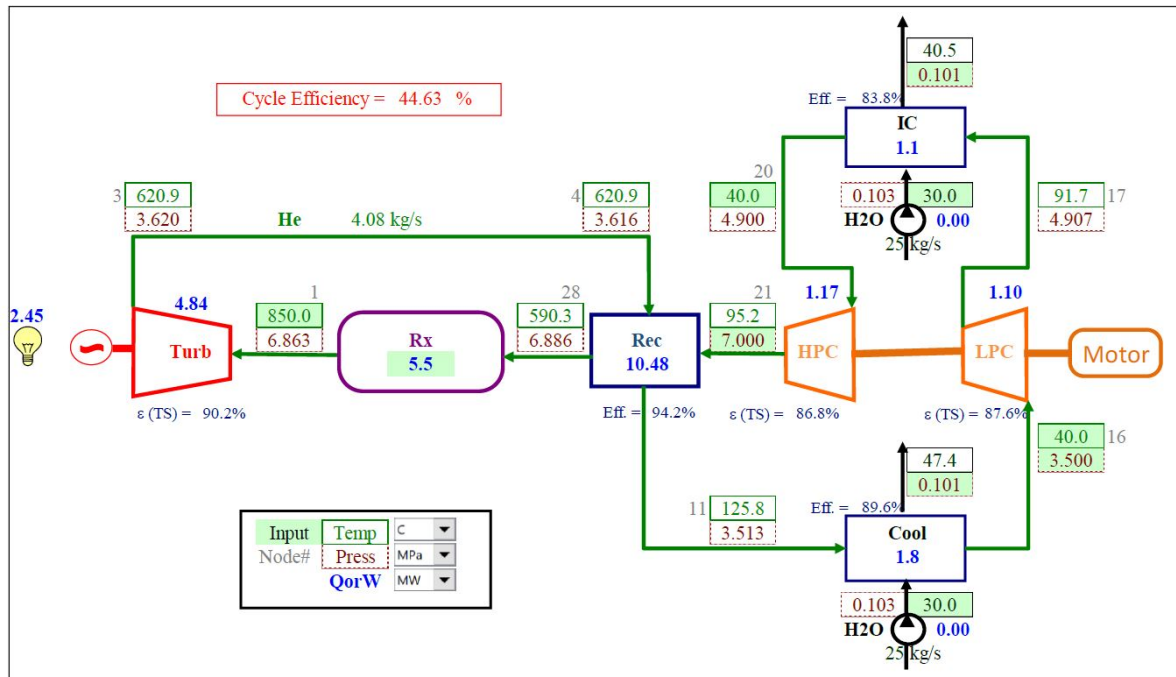 Cycle Efficiency = 44.63 %
40.5
0.101
Eff. = 83.8%
IC
1.1
20
3
620.9
3.620
He 4.08 kg/s
4
620.9
3.616
40.0
4.900
0.103
30.0
H2O
0.00
25 kg/s
91.7
17
4.907
2.45
4.84
1
850.0
6.863
28
590.3
6.886
21
95.2
7.000
1.17
1.10
Turb
Rx
5.5
Rec
10.48
HPC
LPC
Motor
ε (TS) = 90.2%
Eff. = 94.2%
ε (TS) = 86.8%
ε (TS) = 87.6%
40.0
16
3.500
47.4
0.101
Eff. = 89.6%
11
125.8
3.513
Cool
1.8
Input Temp C
Node# Press MPa
QorW MW
0.103
30.0
H2O
0.00
25 kg/s